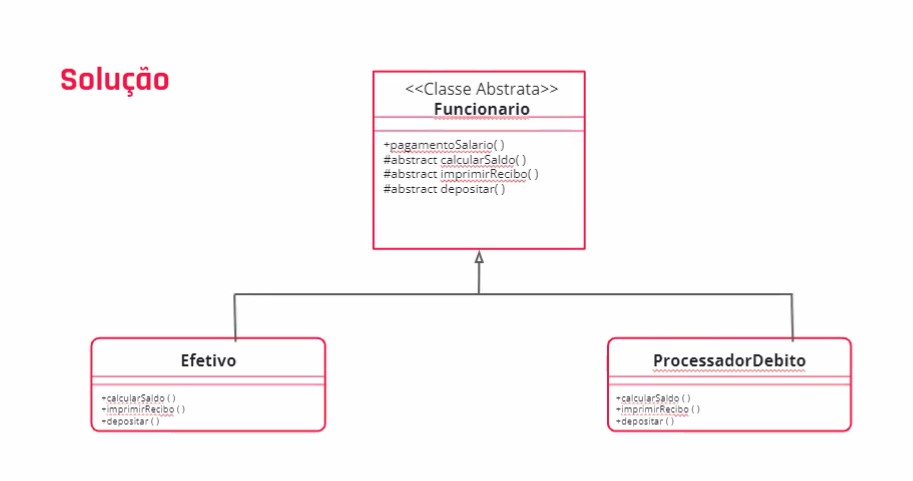 Solução
<<Classe Abstrata>>
Funcionario
+pagamentoSalario( )
#abstract calcularSaldo( )
#abstract imprimirRecibo( )
#abstract depositar( )
Efetivo
+calcularSaldo ( )
+imprimirRecibo ( )
+depositar ( )
ProcessadorDebito
+calcularSaldo ( )
+imprimirRecibo ( )
+depositar ( )